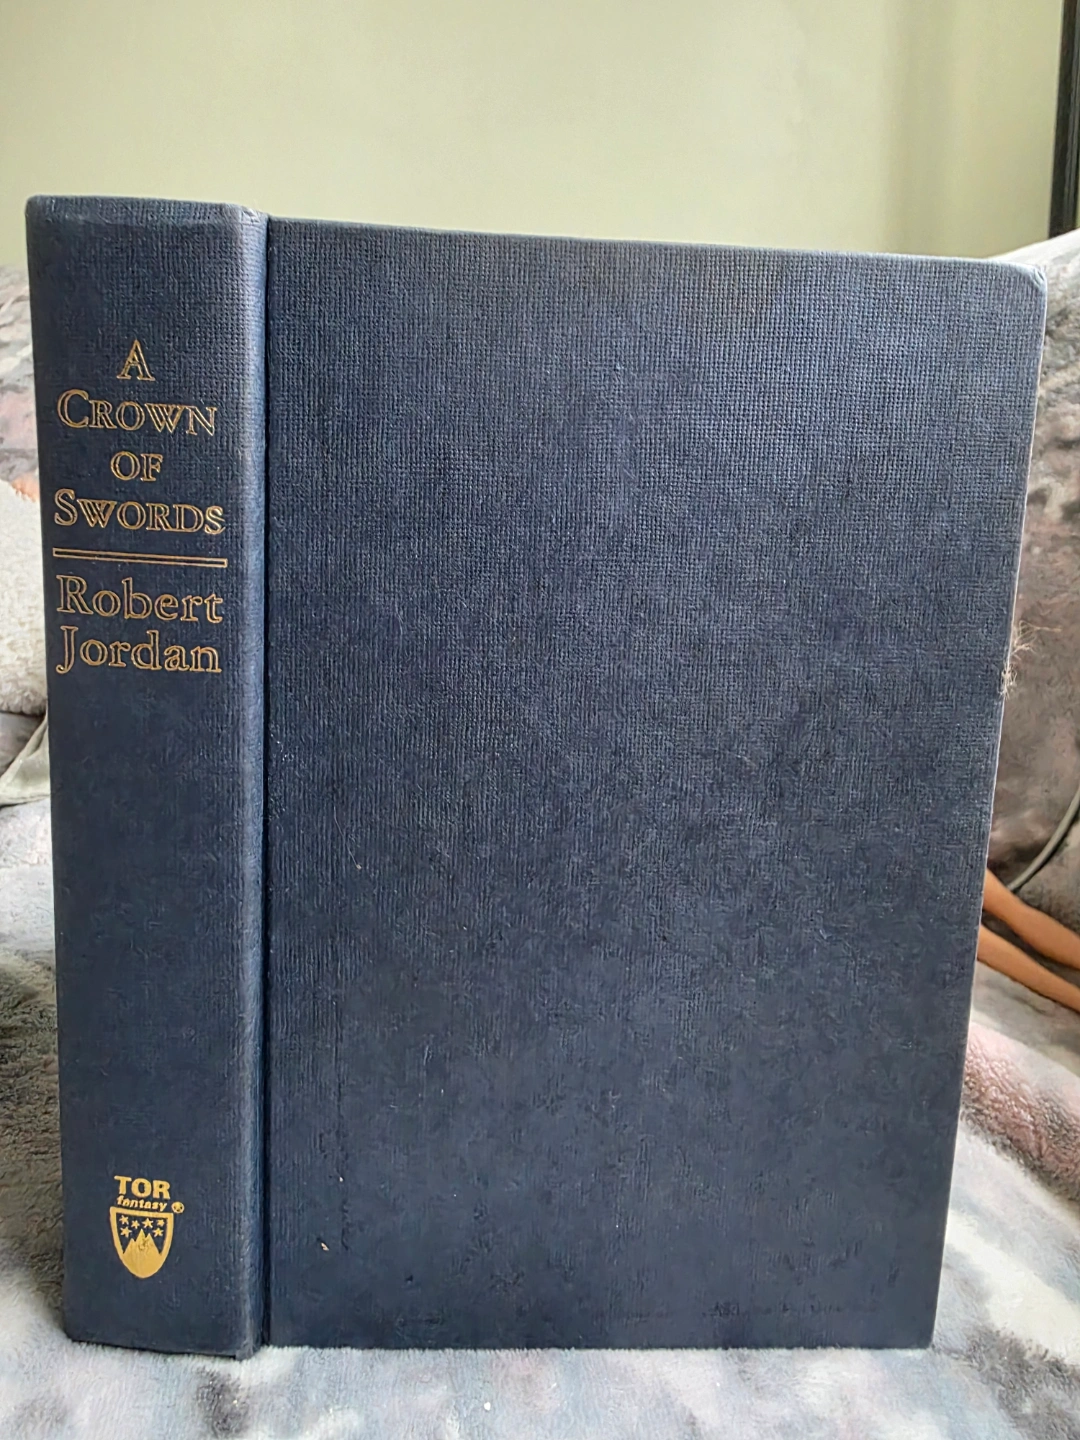 A
CROWN
OF
SWORDS
Robert
Jordan
TOR
fantasy ®